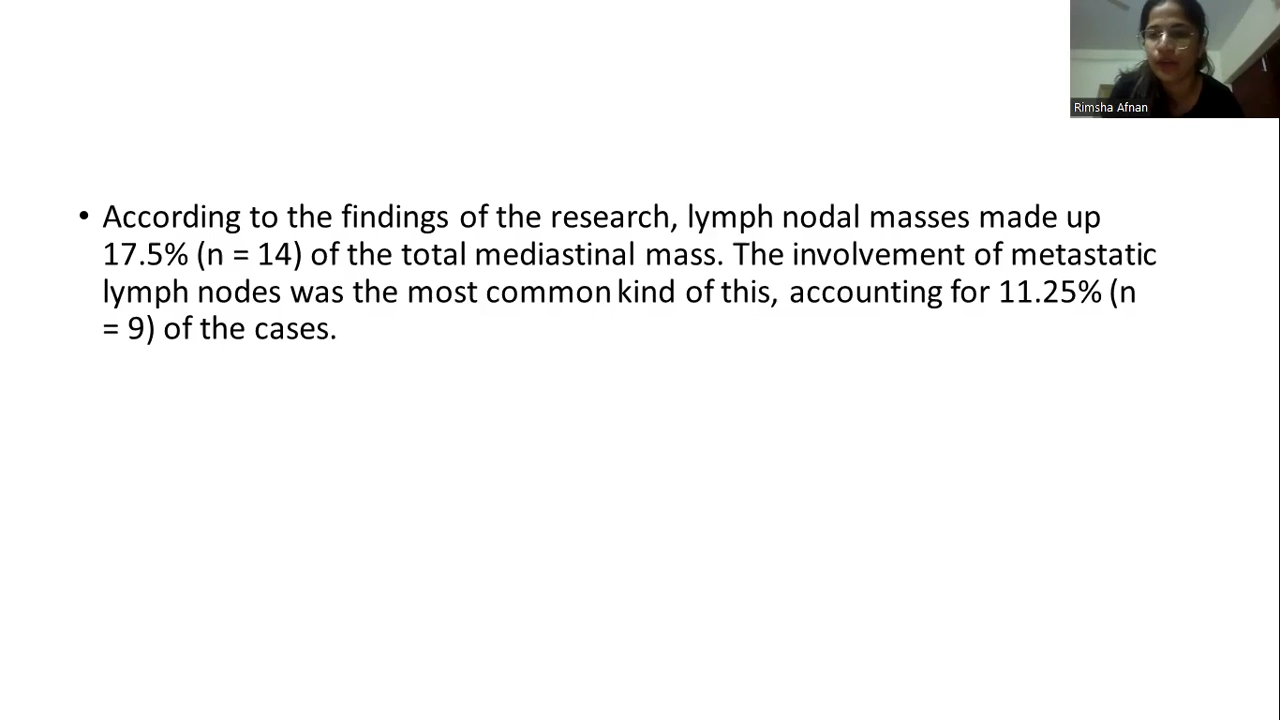 Rimsha Afnan
• According to the findings of the research, lymph nodal masses made up
17.5% (n = 14) of the total mediastinal mass. The involvement of metastatic
lymph nodes was the most common kind of this, accounting for 11.25% (n
= 9) of the cases.